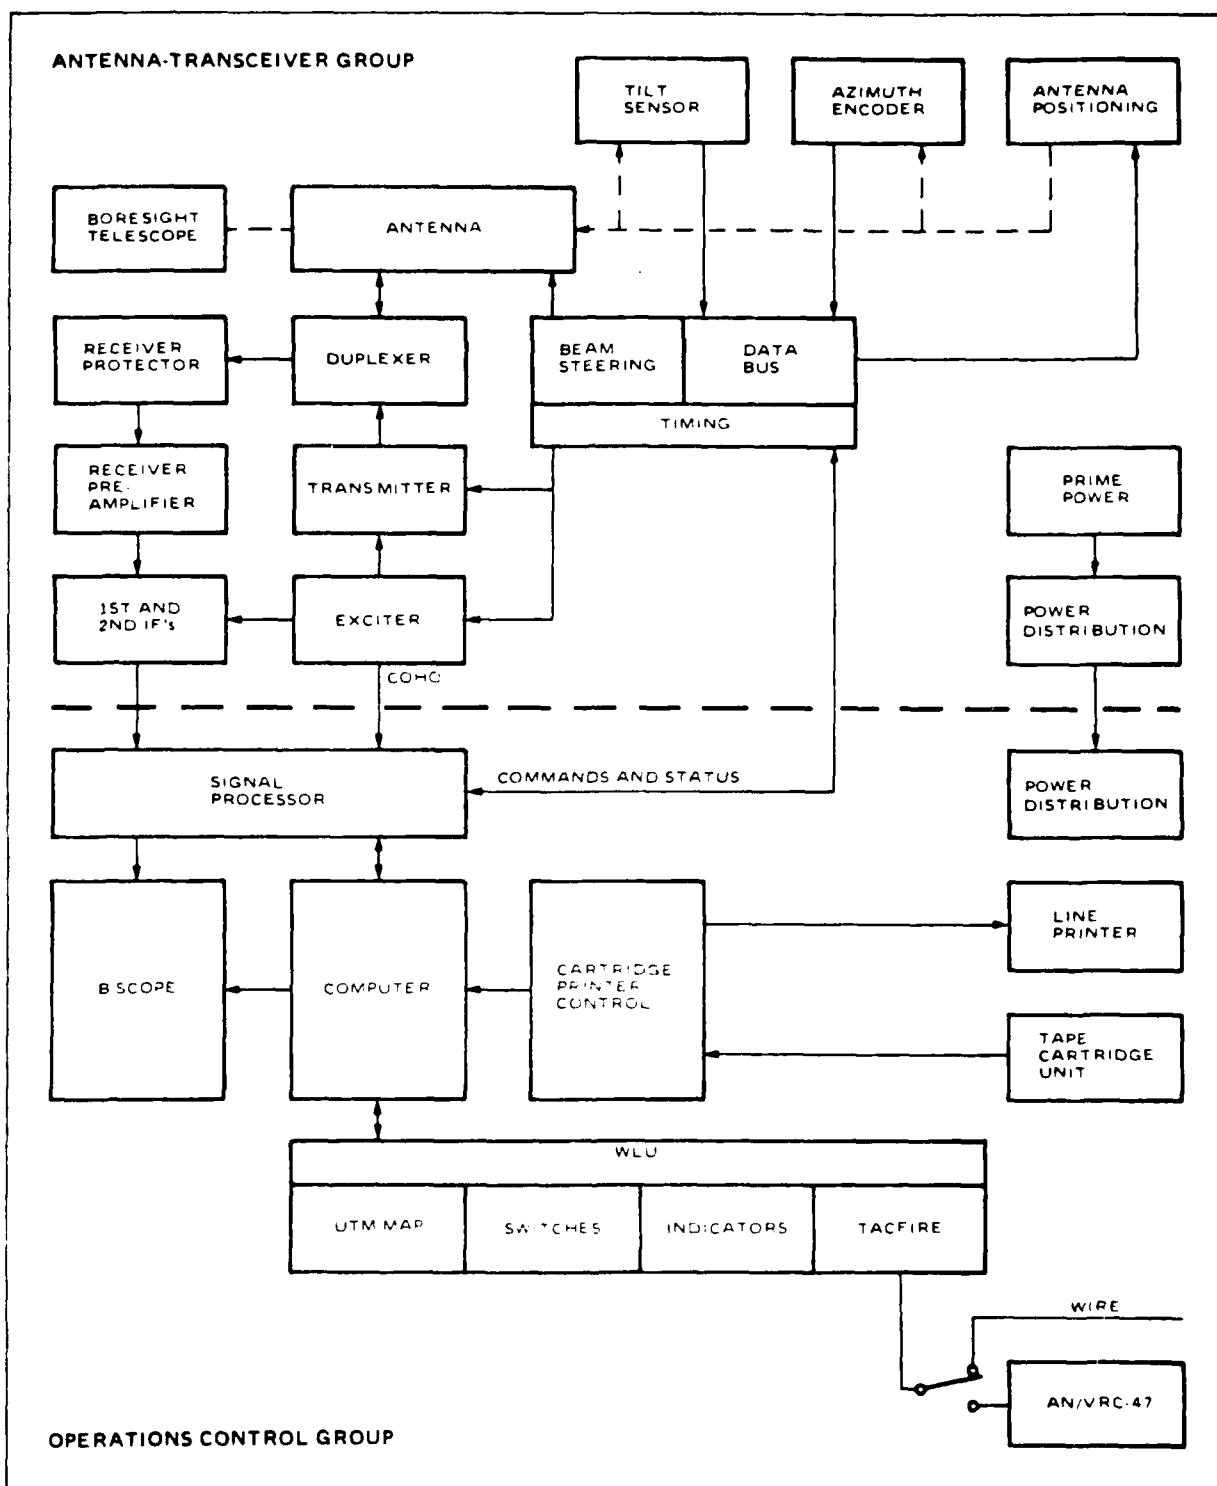 ANTENNA-TRANSCEIVER GROUP
TILT
SENSOR
AZIMUTH
ENCODER
ANTENNA
POSITIONING
BORESIGHT
TELESCOPE
ANTENNA
RECEIVER
PROTECTOR
DUPLEXER
BEAM
STEERING
DATA
BUS
TIMING
RECEIVER
PRE-
AMPLIFIER
TRANSMITTER
PRIME
POWER
1ST AND
2ND IF's
EXCITER
POWER
DISTRIBUTION
COHO
SIGNAL
PROCESSOR
COMMANDS AND STATUS
POWER
DISTRIBUTION
B SCOPE
COMPUTER
CARTRIDGE
PRINTER
CONTROL
LINE
PRINTER
TAPE
CARTRIDGE
UNIT
WLU
UTM MAP
SWITCHES
INDICATORS
TACFIRE
WIRE
AN/VRC-47
OPERATIONS CONTROL GROUP